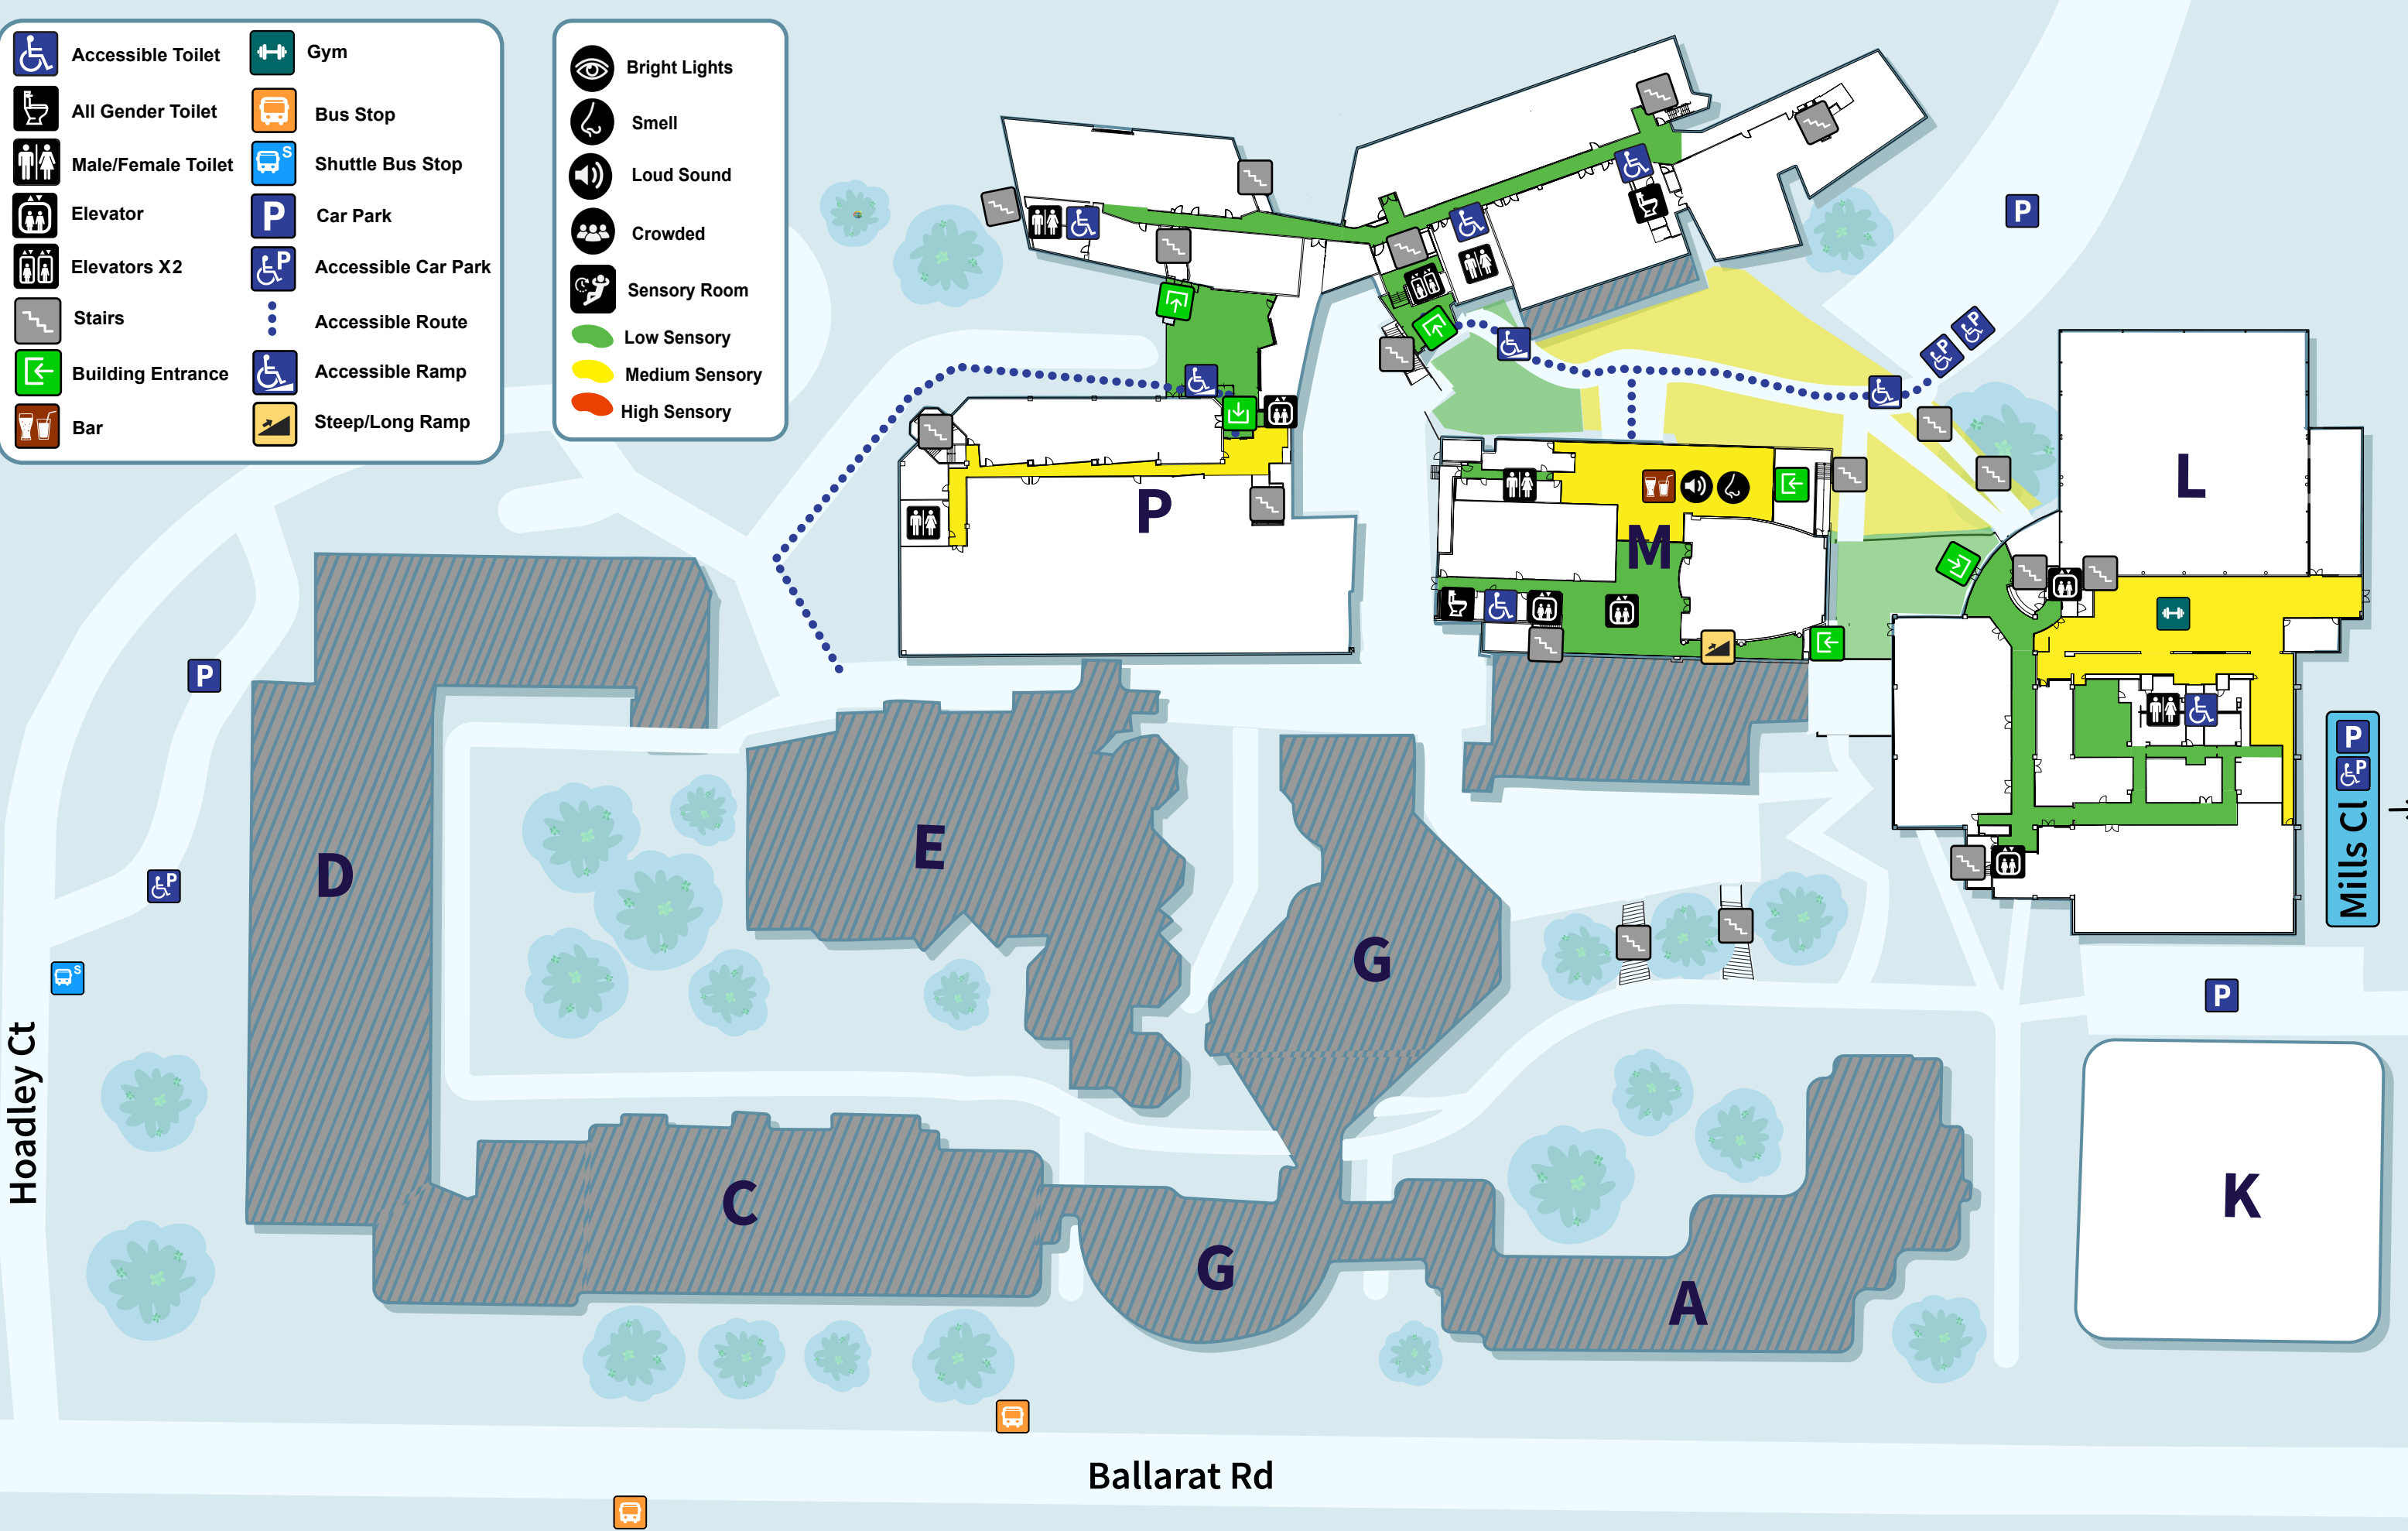 Accessible Toilet
All Gender Toilet
Male/Female Toilet
Elevator
Elevators X2
Stairs
Building Entrance
Bar
Gym
Bus Stop
S
Shuttle Bus Stop
P
Car Park
P
Accessible Car Park
Accessible Route
Accessible Ramp
Steep/Long Ramp
Bright Lights
Smell
Loud Sound
Crowded
Sensory Room
Low Sensory
Medium Sensory
High Sensory
P
P
P
L
P
M
P
P
P
Mills Cl
D
E
P
G
S
P
Hoadley Ct
C
K
G
A
Ballarat Rd